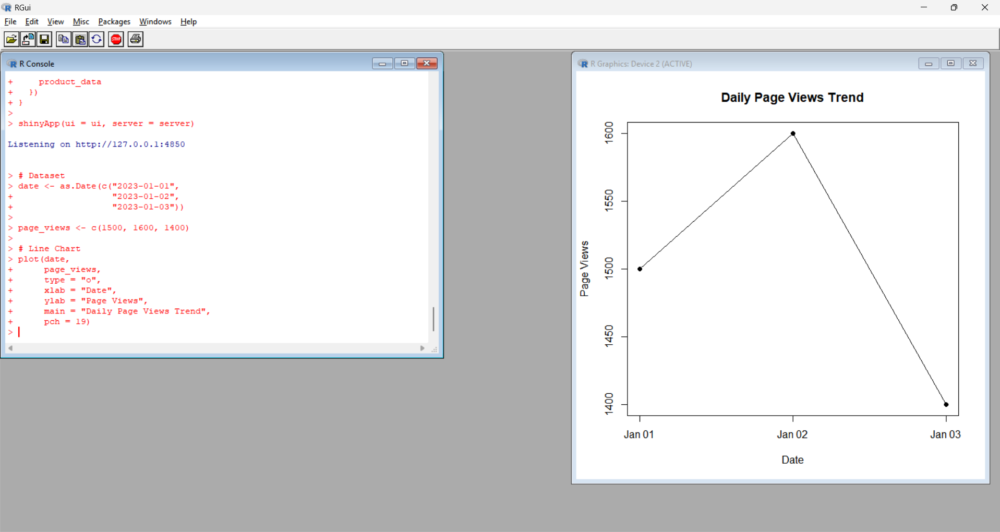 RGui
File Edit View Misc Packages Windows Help
STOP
R Console
+     product_data
+   })
+ }
>
> shinyApp(ui = ui, server = server)
Listening on http://127.0.0.1:4850
> # Dataset
> date <- as.Date(c("2023-01-01",
+                   "2023-01-02",
+                   "2023-01-03"))
>
> page_views <- c(1500, 1600, 1400)
>
> # Line Chart
> plot(date,
+      page_views,
+      type = "o",
+      xlab = "Date",
+      ylab = "Page Views",
+      main = "Daily Page Views Trend",
+      pch = 19)
>
R Graphics: Device 2 (ACTIVE)
Daily Page Views Trend
Page Views
1600
1550
1500
1450
1400
Jan 01 Jan 02 Jan 03
Date